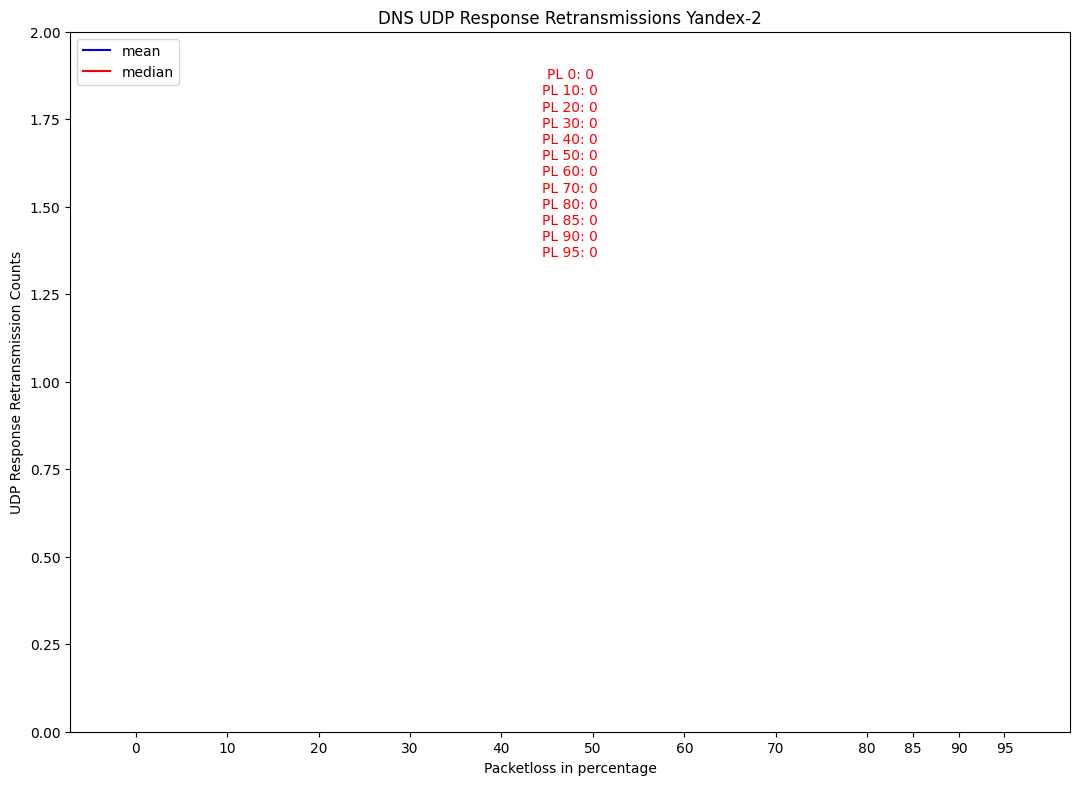 DNS UDP Response Retransmissions Yandex-2
mean
median
PL 0: 0
PL 10: 0
PL 20: 0
PL 30: 0
PL 40: 0
PL 50: 0
PL 60: 0
PL 70: 0
PL 80: 0
PL 85: 0
PL 90: 0
PL 95: 0
UDP Response Retransmission Counts
2.00
1.75
1.50
1.25
1.00
0.75
0.50
0.25
0.00
0 10 20 30 40 50 60 70 80 85 90 95
Packetloss in percentage